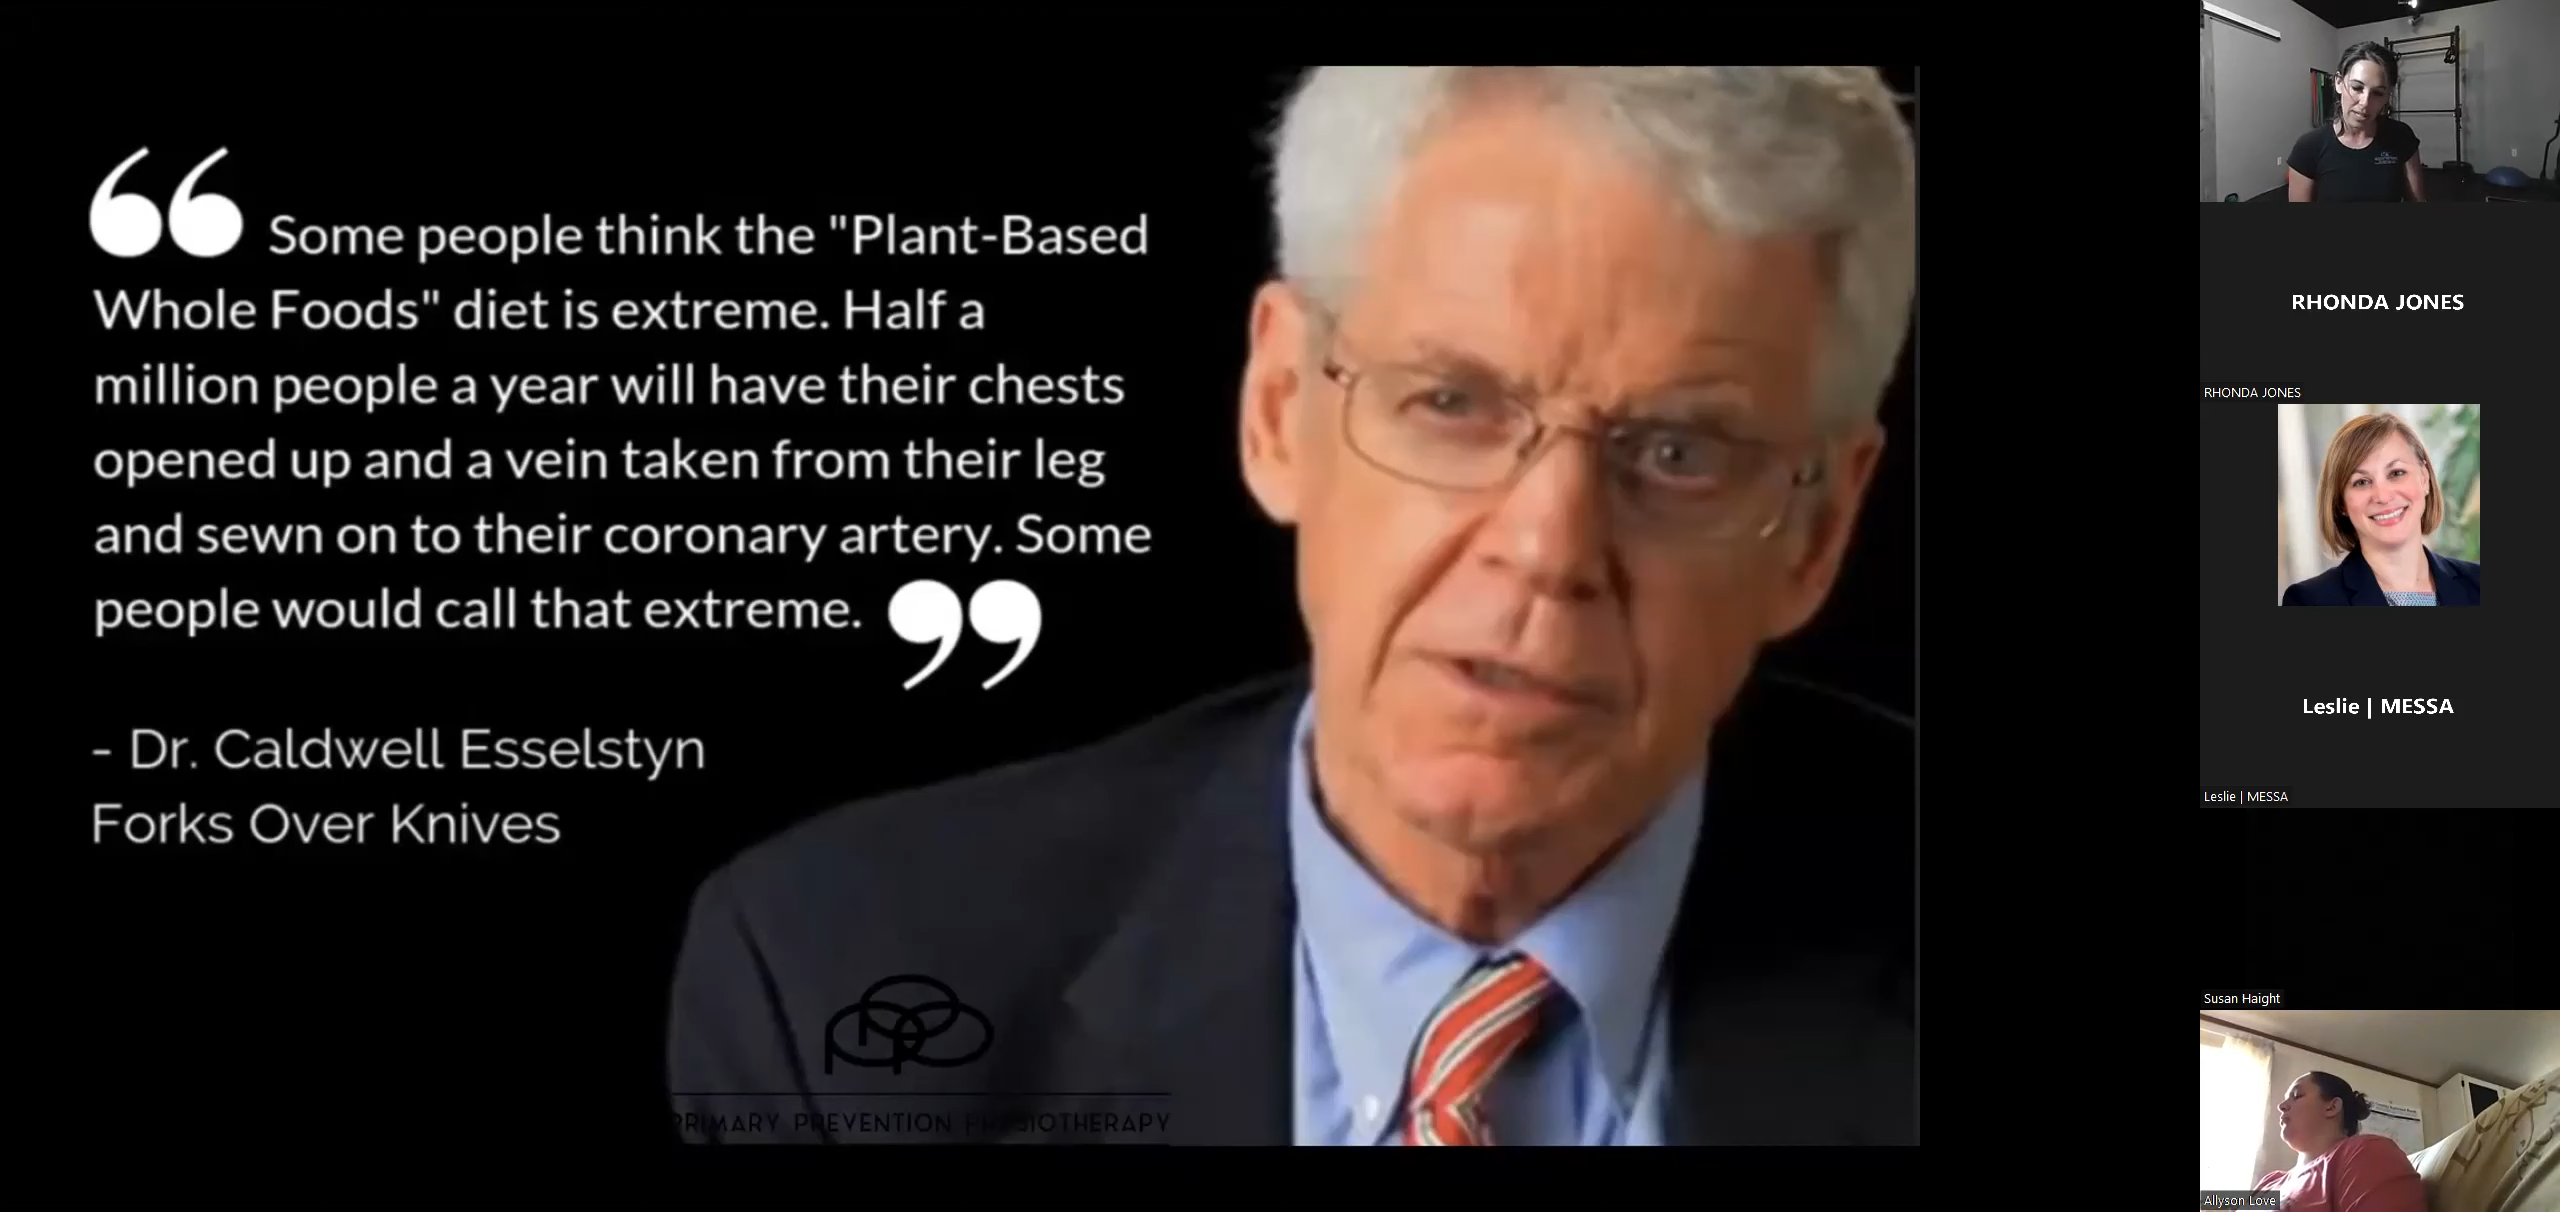 Some people think the "Plant-Based
Whole Foods" diet is extreme. Half a
million people a year will have their chests
opened up and a vein taken from their leg
and sewn on to their coronary artery. Some
people would call that extreme.
- Dr. Caldwell Esselstyn
Forks Over Knives
PRIMARY PREVENTION PHYSIOTHERAPY
RHONDA JONES
RHONDA JONES
Leslie | MESSA
Leslie | MESSA
Susan Haight
Allyson Love